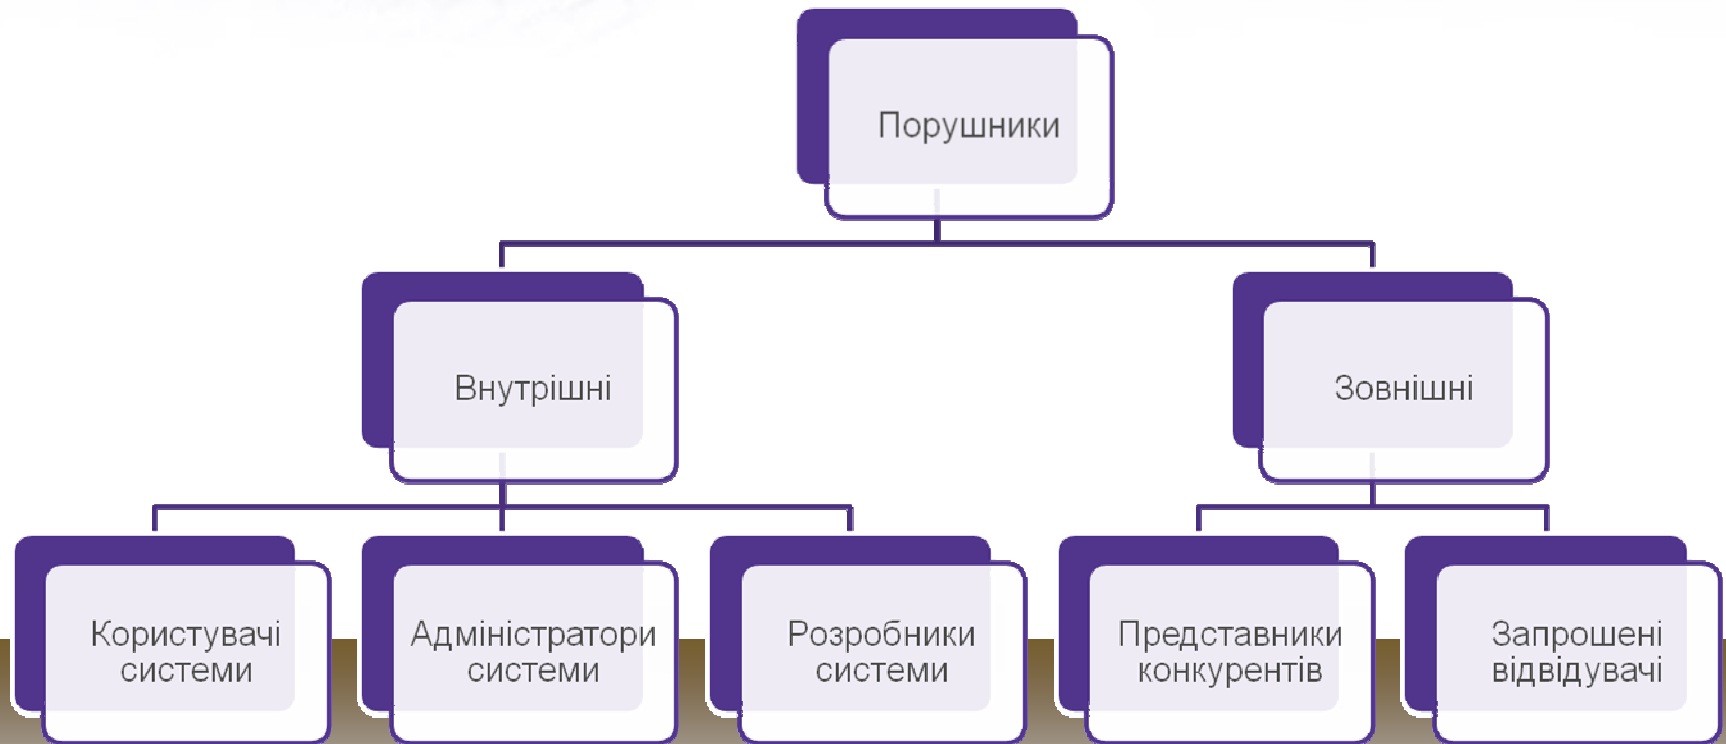 Порушники
Внутрішні
Зовнішні
Користувачі
системи
Адміністратори
системи
Розробники
системи
Представники
конкурентів
Запрошені
відвідувачі